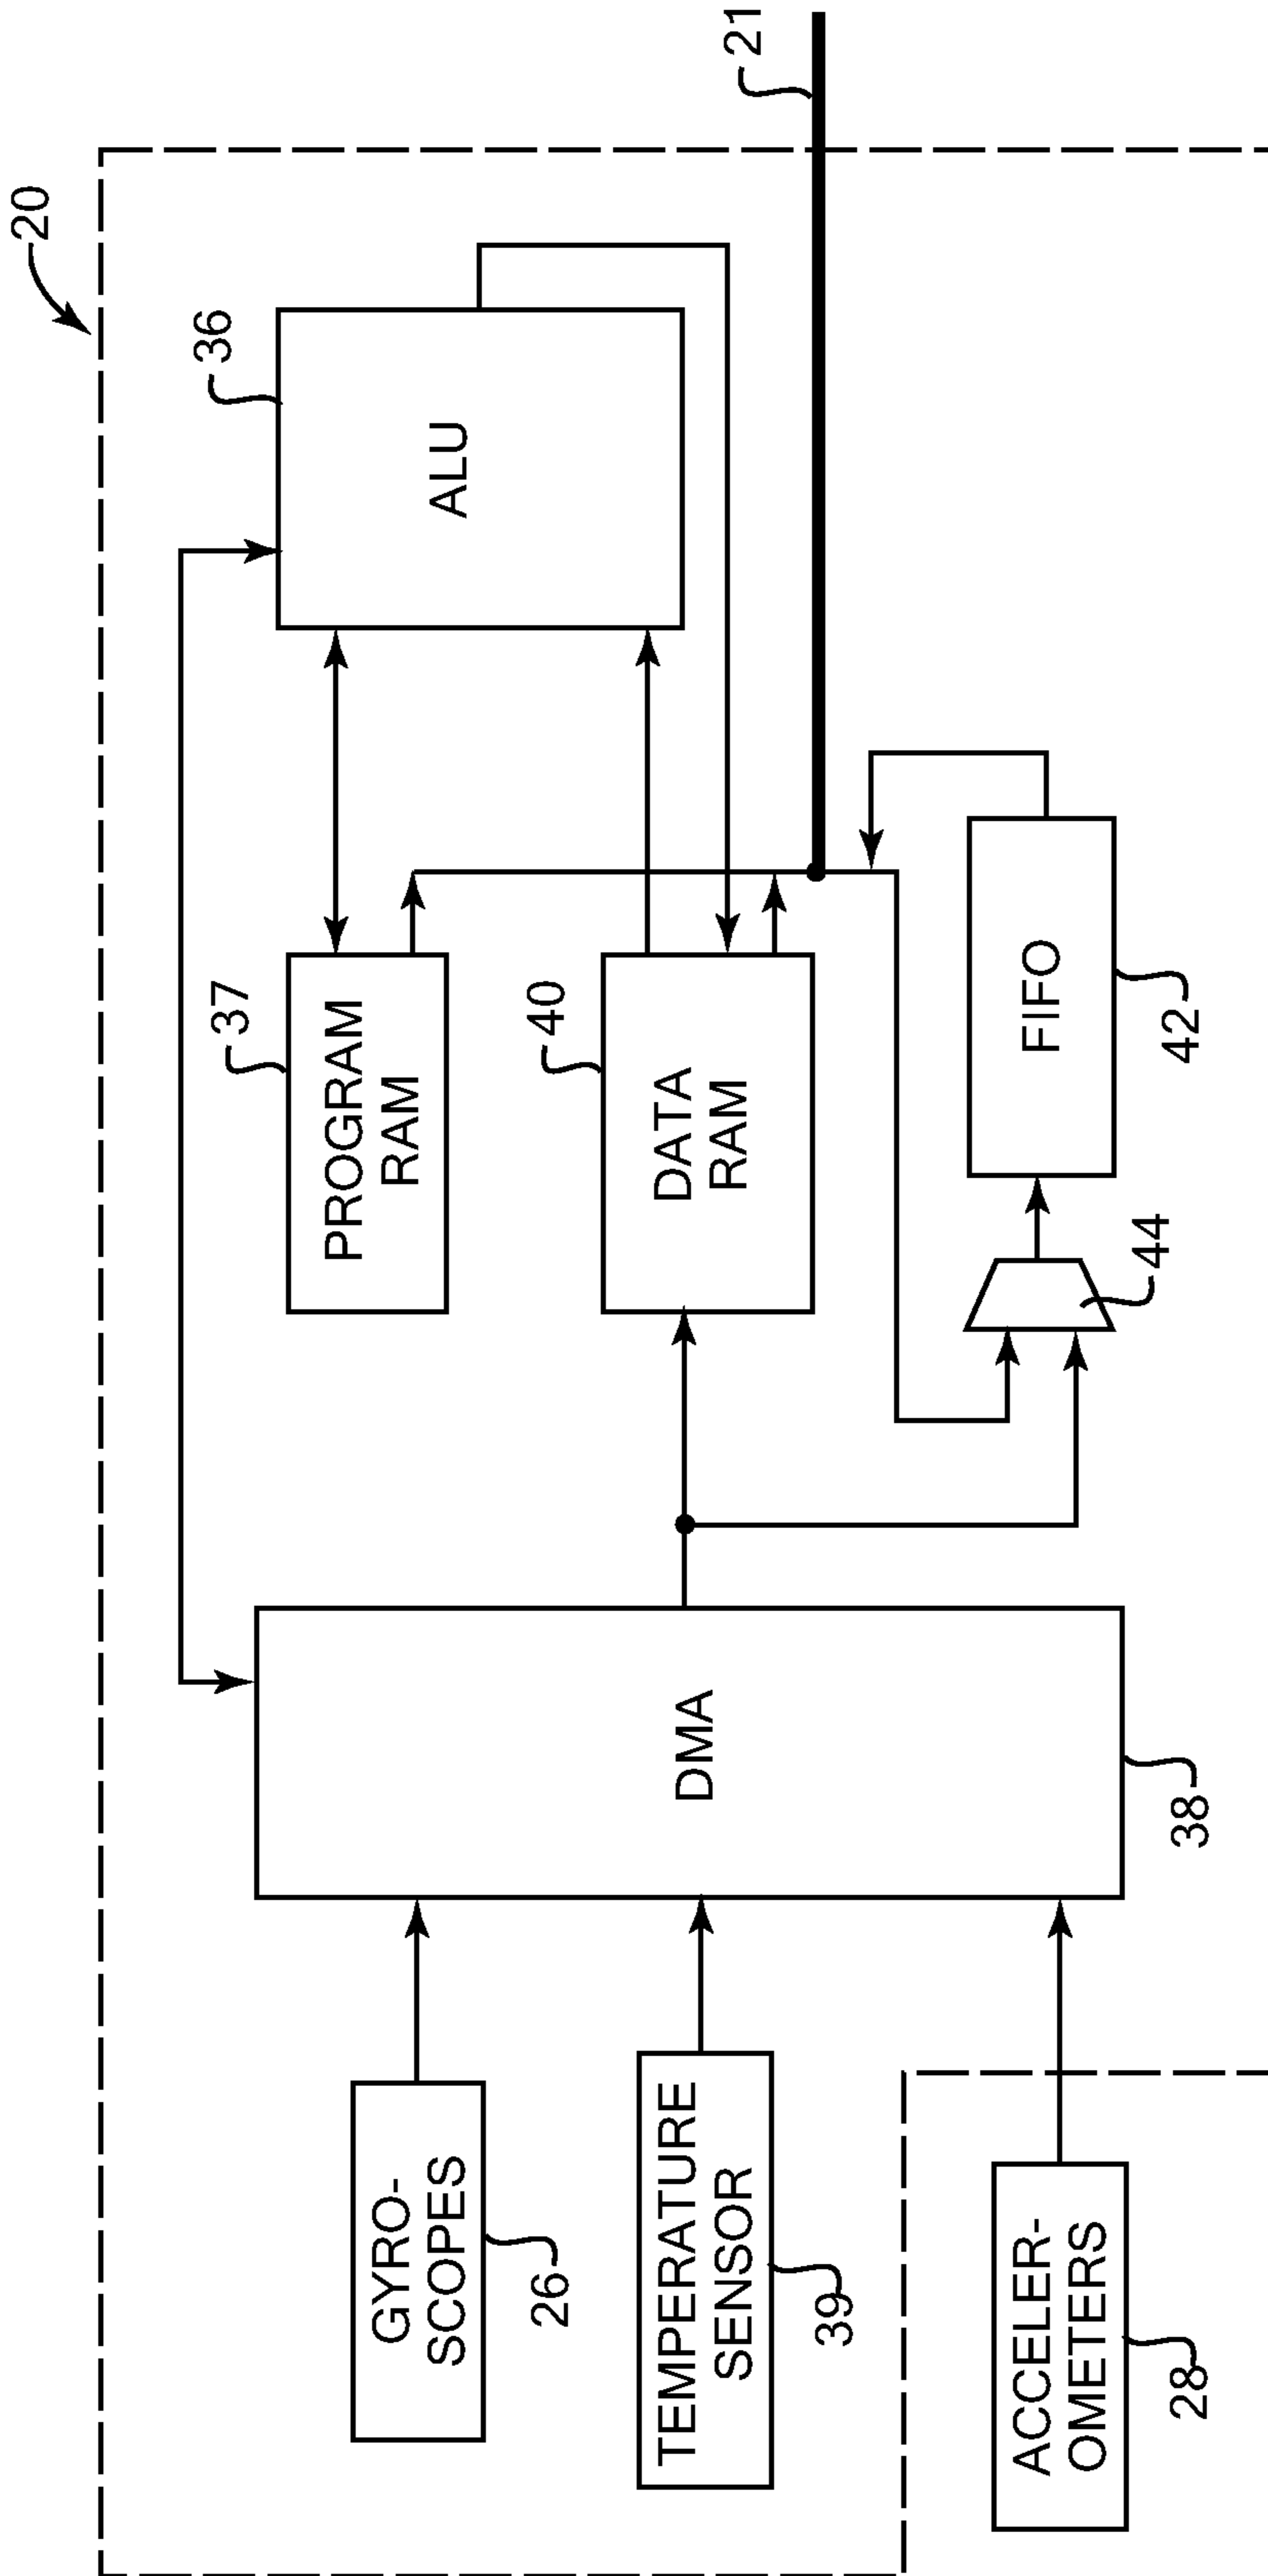 20
36
ALU
21
37
PROGRAM
RAM
40
DATA
RAM
FIFO
42
44
DMA
38
GYRO-
SCOPES
26
TEMPERATURE
SENSOR
39
ACCELER-
OMETERS
28